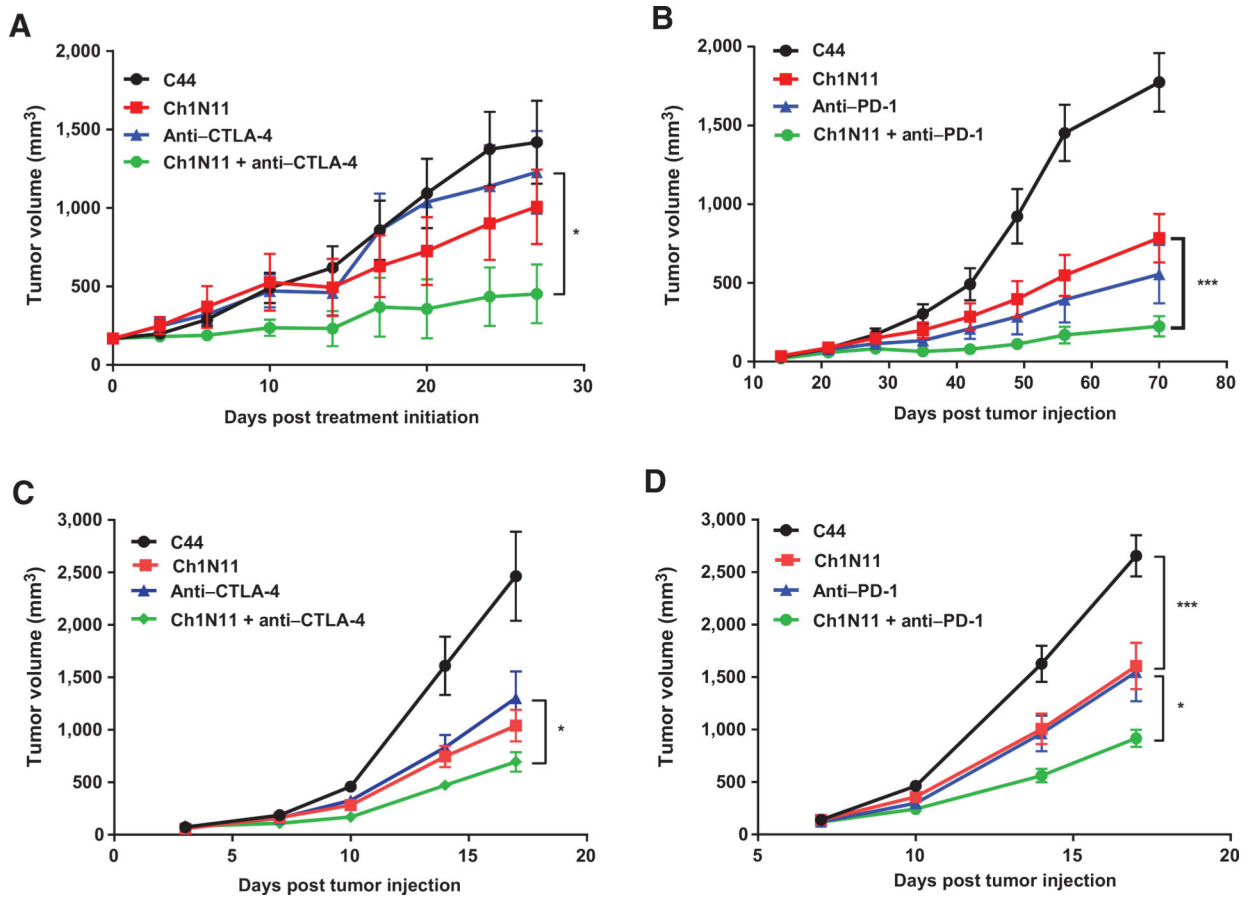 A
Tumor volume (mm³)
2,000
1,500
1,000
500
0
C44
Ch1N11
Anti–CTLA-4
Ch1N11 + anti–CTLA-4
*
0 10 20 30
Days post treatment initiation
B
Tumor volume (mm³)
2,000
1,500
1,000
500
0
C44
Ch1N11
Anti–PD-1
Ch1N11 + anti–PD-1
***
10 20 30 40 50 60 70 80
Days post tumor injection
C
Tumor volume (mm³)
3,000
2,500
2,000
1,500
1,000
500
0
C44
Ch1N11
Anti–CTLA-4
Ch1N11 + anti–CTLA-4
*
0 5 10 15 20
Days post tumor injection
D
Tumor volume (mm³)
3,000
2,500
2,000
1,500
1,000
500
0
C44
Ch1N11
Anti–PD-1
Ch1N11 + anti–PD-1
***
*
5 10 15 20
Days post tumor injection